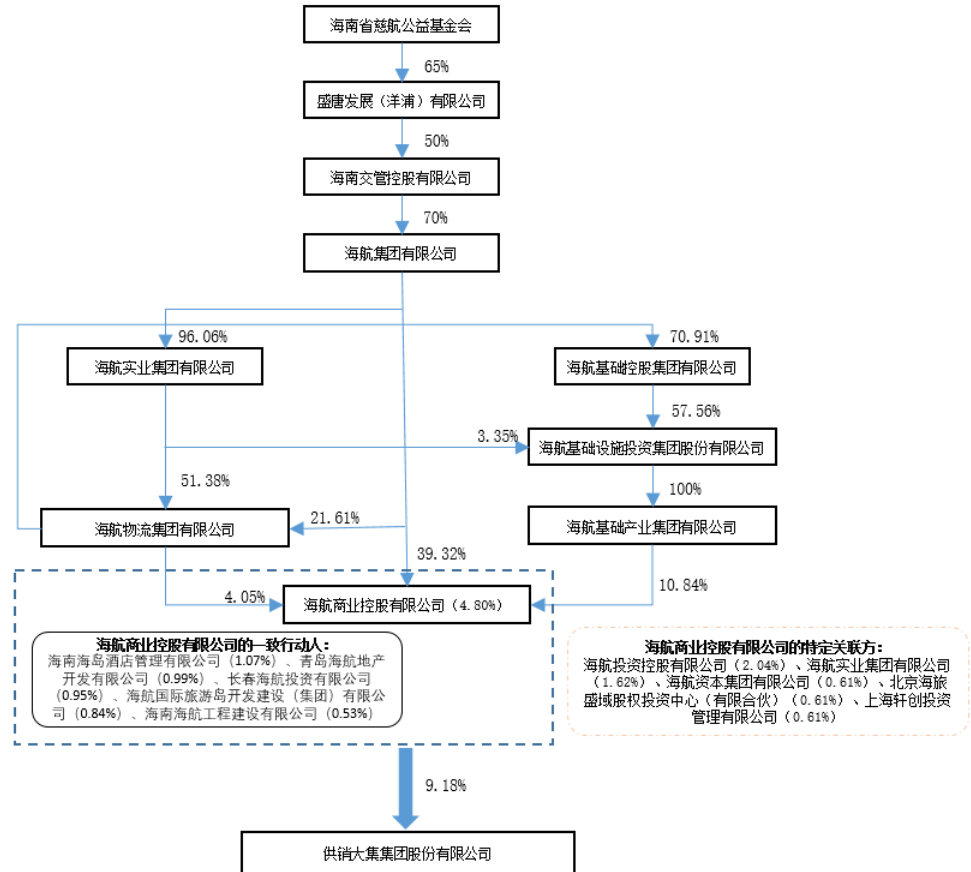 海南省慈航公益基金会
65%
盛唐发展（洋浦）有限公司
50%
海南交管控股有限公司
70%
海航集团有限公司
96.06%
70.91%
海航实业集团有限公司
海航基础控股集团有限公司
57.56%
3.35%
海航基础设施投资集团股份有限公司
51.38%
100%
海航物流集团有限公司
21.61%
海航基础产业集团有限公司
39.32%
10.84%
4.05%
海航商业控股有限公司（4.80%）
海航商业控股有限公司的一致行动人：
海南海岛酒店管理有限公司（1.07%）、青岛海航地产
开发有限公司（0.99%）、长春海航投资有限公司
（0.95%）、海航国际旅游岛开发建设（集团）有限公
司（0.84%）、海南海航工程建设有限公司（0.53%）
海航商业控股有限公司的特定关联方：
海航投资控股有限公司（2.04%）、海航实业集团有限公司
（1.62%）、海航资本集团有限公司（0.61%）、北京海旅
盛域股权投资中心（有限合伙）（0.61%）、上海轩创投资
管理有限公司（0.61%）
9.18%
供销大集集团股份有限公司